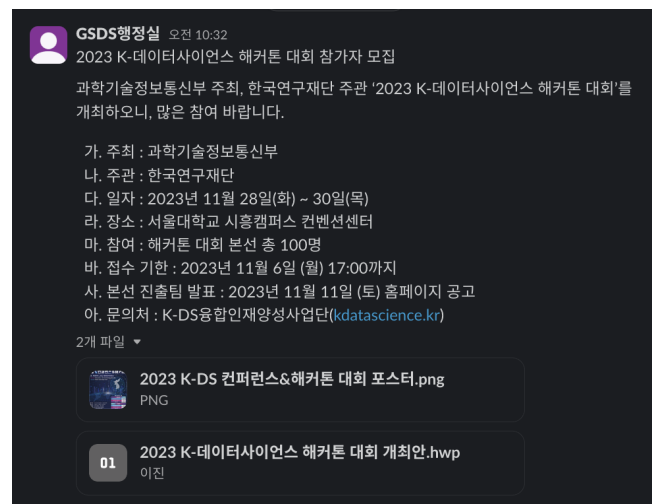 GSDS행정실 오전 10:32
2023 K-데이터사이언스 해커톤 대회 참가자 모집
과학기술정보통신부 주최, 한국연구재단 주관 ‘2023 K-데이터사이언스 해커톤 대회’를
개최하오니, 많은 참여 바랍니다.
가. 주최 : 과학기술정보통신부
나. 주관 : 한국연구재단
다. 일자 : 2023년 11월 28일(화) ~ 30일(목)
라. 장소 : 서울대학교 시흥캠퍼스 컨벤션센터
마. 참여 : 해커톤 대회 본선 총 100명
바. 접수 기한 : 2023년 11월 6일 (월) 17:00까지
사. 본선 진출팀 발표 : 2023년 11월 11일 (토) 홈페이지 공고
아. 문의처 : K-DS융합인재양성사업단(kdatascience.kr)
2개 파일
2023 K-DS 컨퍼런스&해커톤 대회 포스터.png
PNG
01
2023 K-데이터사이언스 해커톤 대회 개최안.hwp
이진